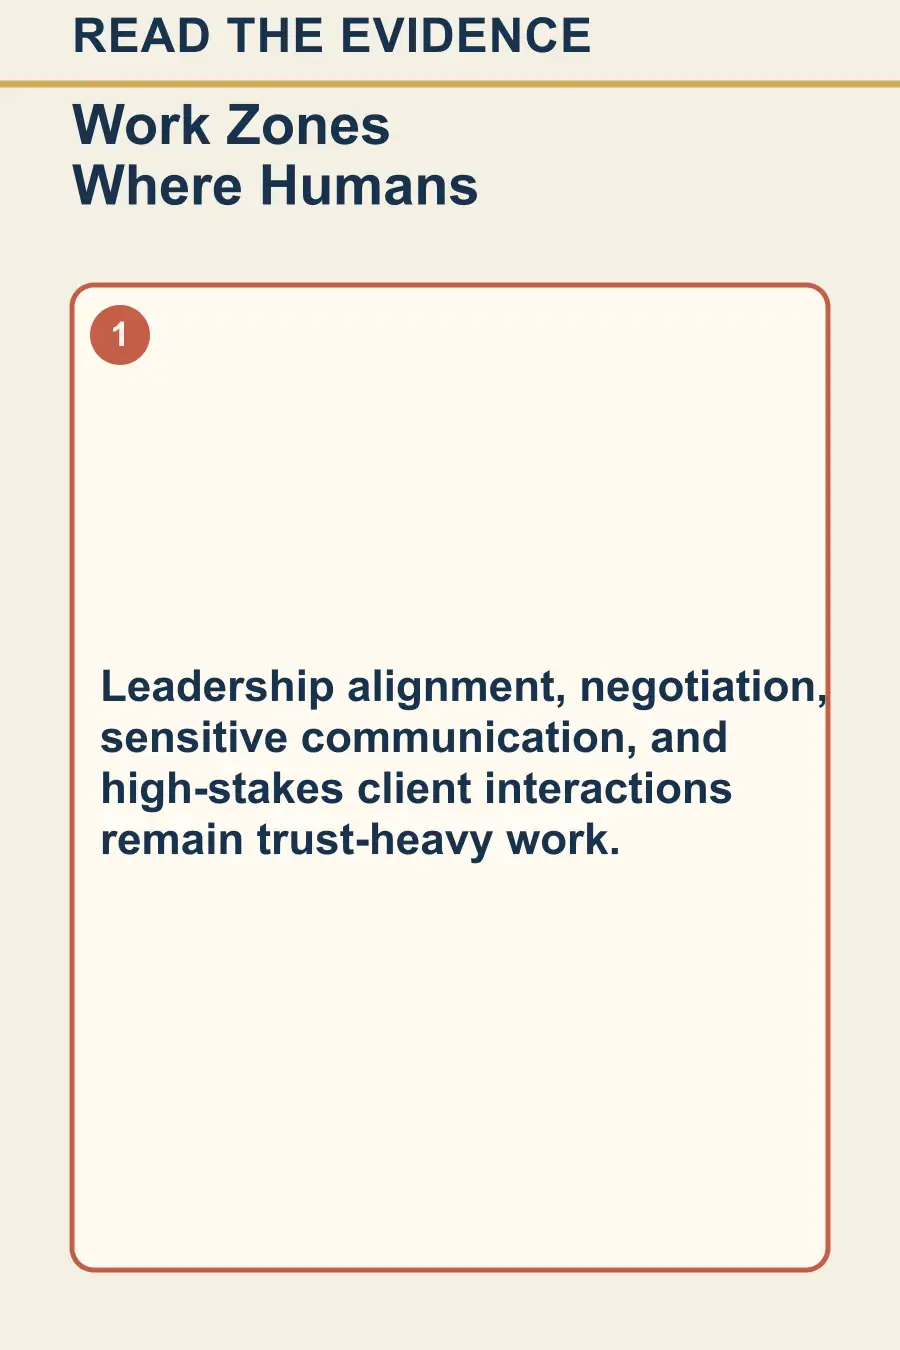 READ THE EVIDENCE
Work Zones
Where Humans
1
Leadership alignment, negotiation,
sensitive communication, and
high-stakes client interactions
remain trust-heavy work.